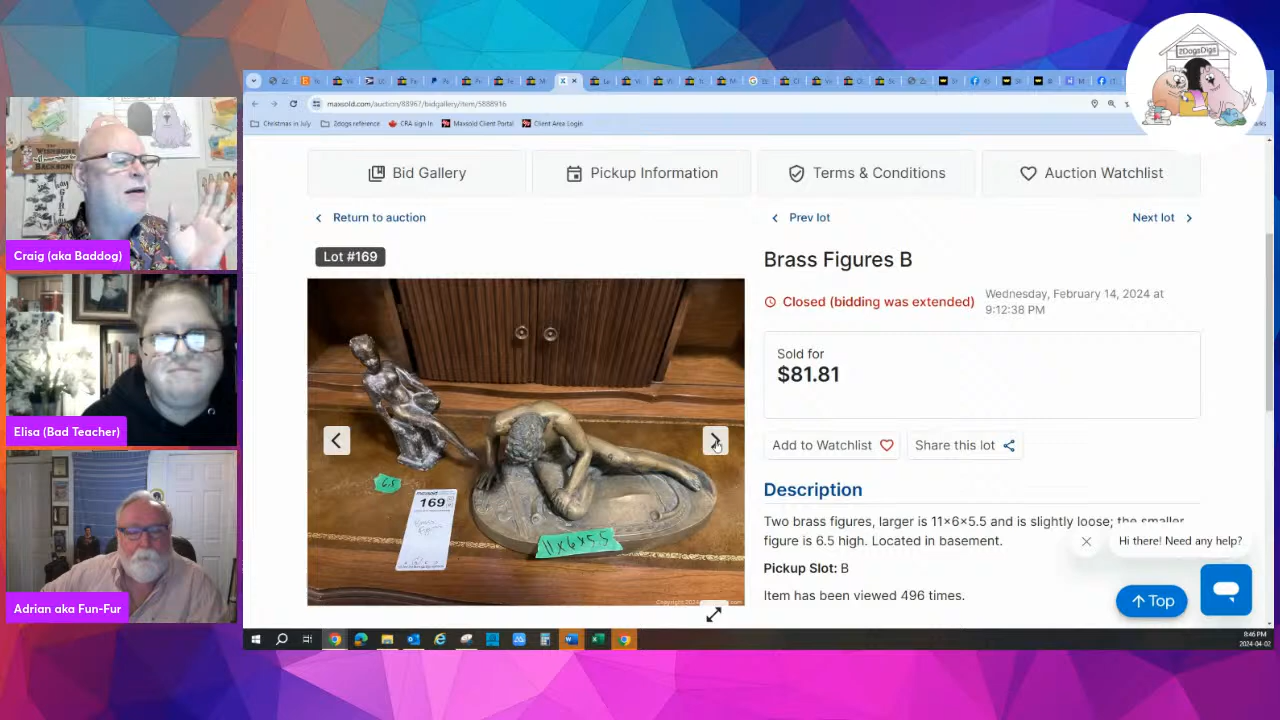 2DogsDigs
maxsold.com/auction/88967/bidgallery/item/5888916
Christmas in July
2dogs reference
CRA sign in
Maxsold Client Portal
Client Area Login
Bid Gallery
Pickup Information
Terms & Conditions
Auction Watchlist
Return to auction
Prev lot
Next lot
Lot #169
Brass Figures B
Closed (bidding was extended)
Wednesday, February 14, 2024 at
9:12:38 PM
Sold for
$81.81
Add to Watchlist
Share this lot
Description
Two brass figures, larger is 11×6×5.5 and is slightly loose; the smaller
figure is 6.5 high. Located in basement.
Pickup Slot: B
Item has been viewed 496 times.
Hi there! Need any help?
Top
6.5
maxsold
169
11x6x5.5
Craig (aka Baddog)
Elisa (Bad Teacher)
Adrian aka Fun-Fur
8:46 PM
2024-04-02